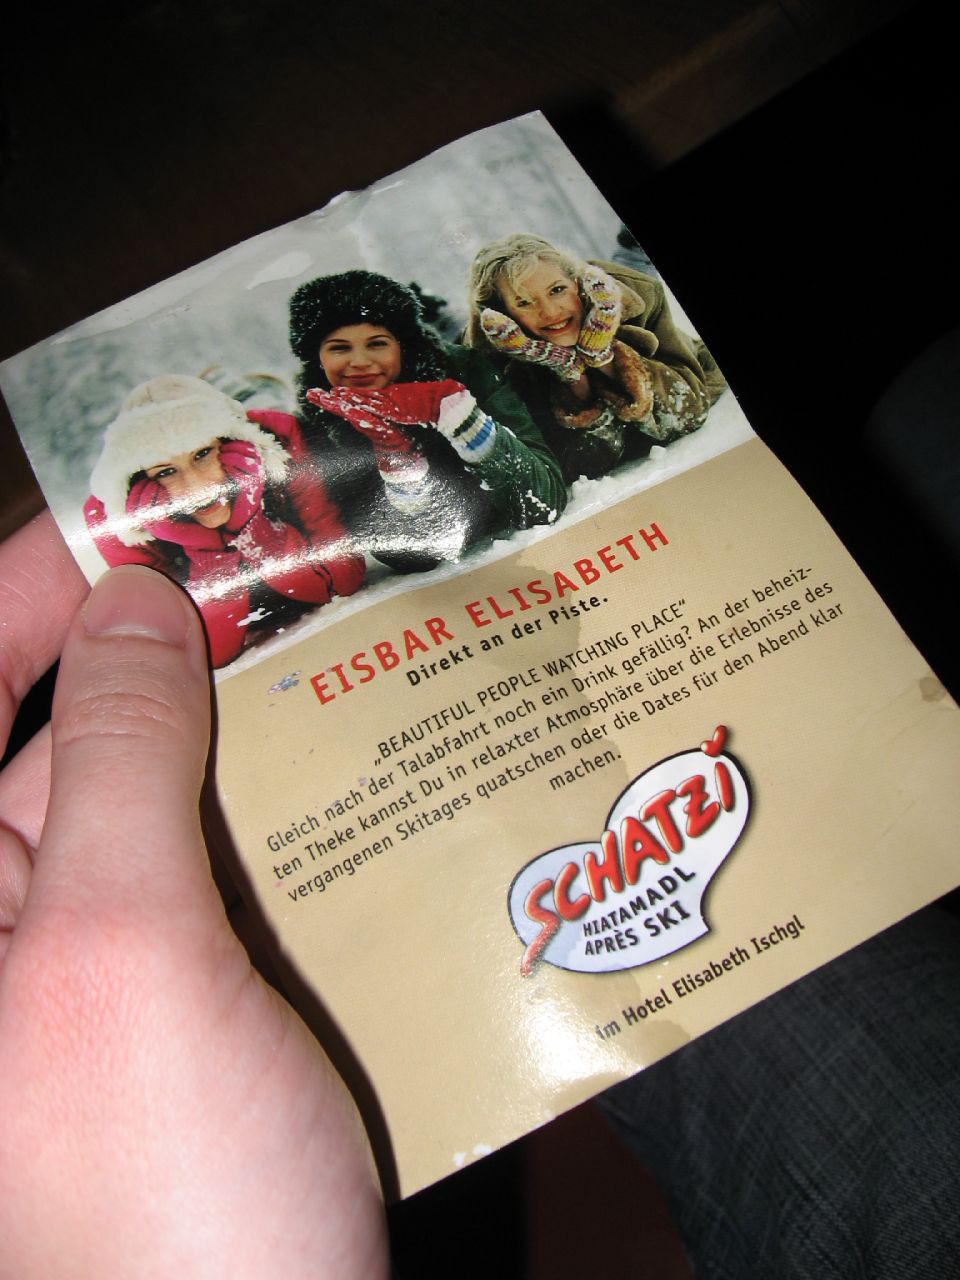 EISBAR ELISABETH
Direkt an der Piste.
„BEAUTIFUL PEOPLE WATCHING PLACE“
Gleich nach der Talabfahrt noch ein Drink gefällig? An der beheiz-
ten Theke kannst Du in relaxter Atmosphäre über die Erlebnisse des
vergangenen Skitages quatschen oder die Dates für den Abend klar
machen.
SCHATZI
HIATAMADL
APRÈS SKI
im Hotel Elisabeth Ischgl